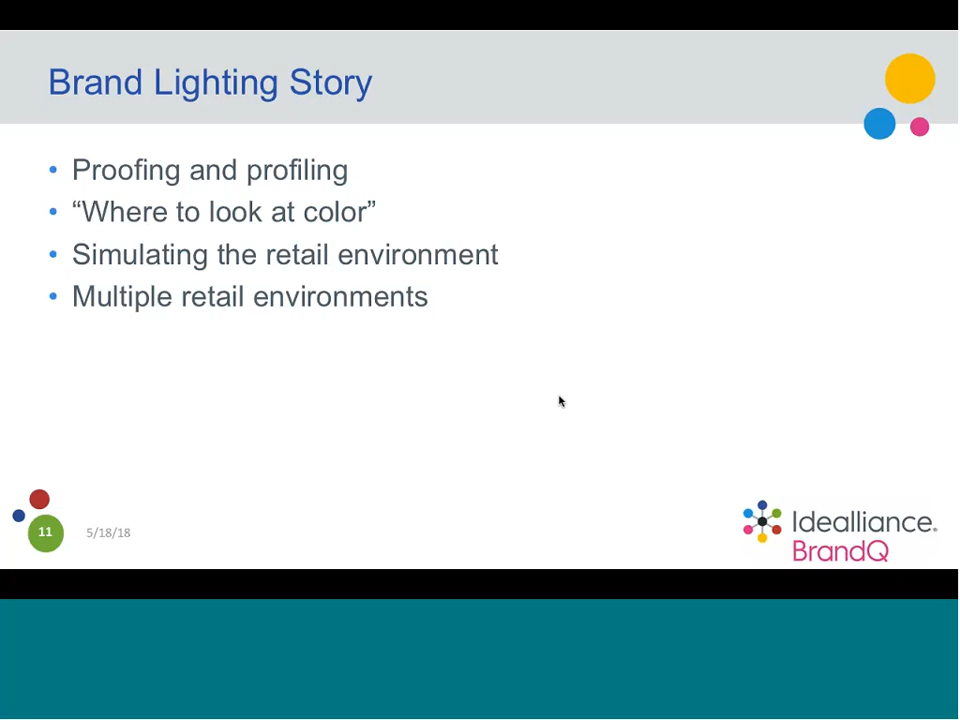 Brand Lighting Story
• Proofing and profiling
• “Where to look at color”
• Simulating the retail environment
• Multiple retail environments
11
5/18/18
Idealliance.
BrandQ